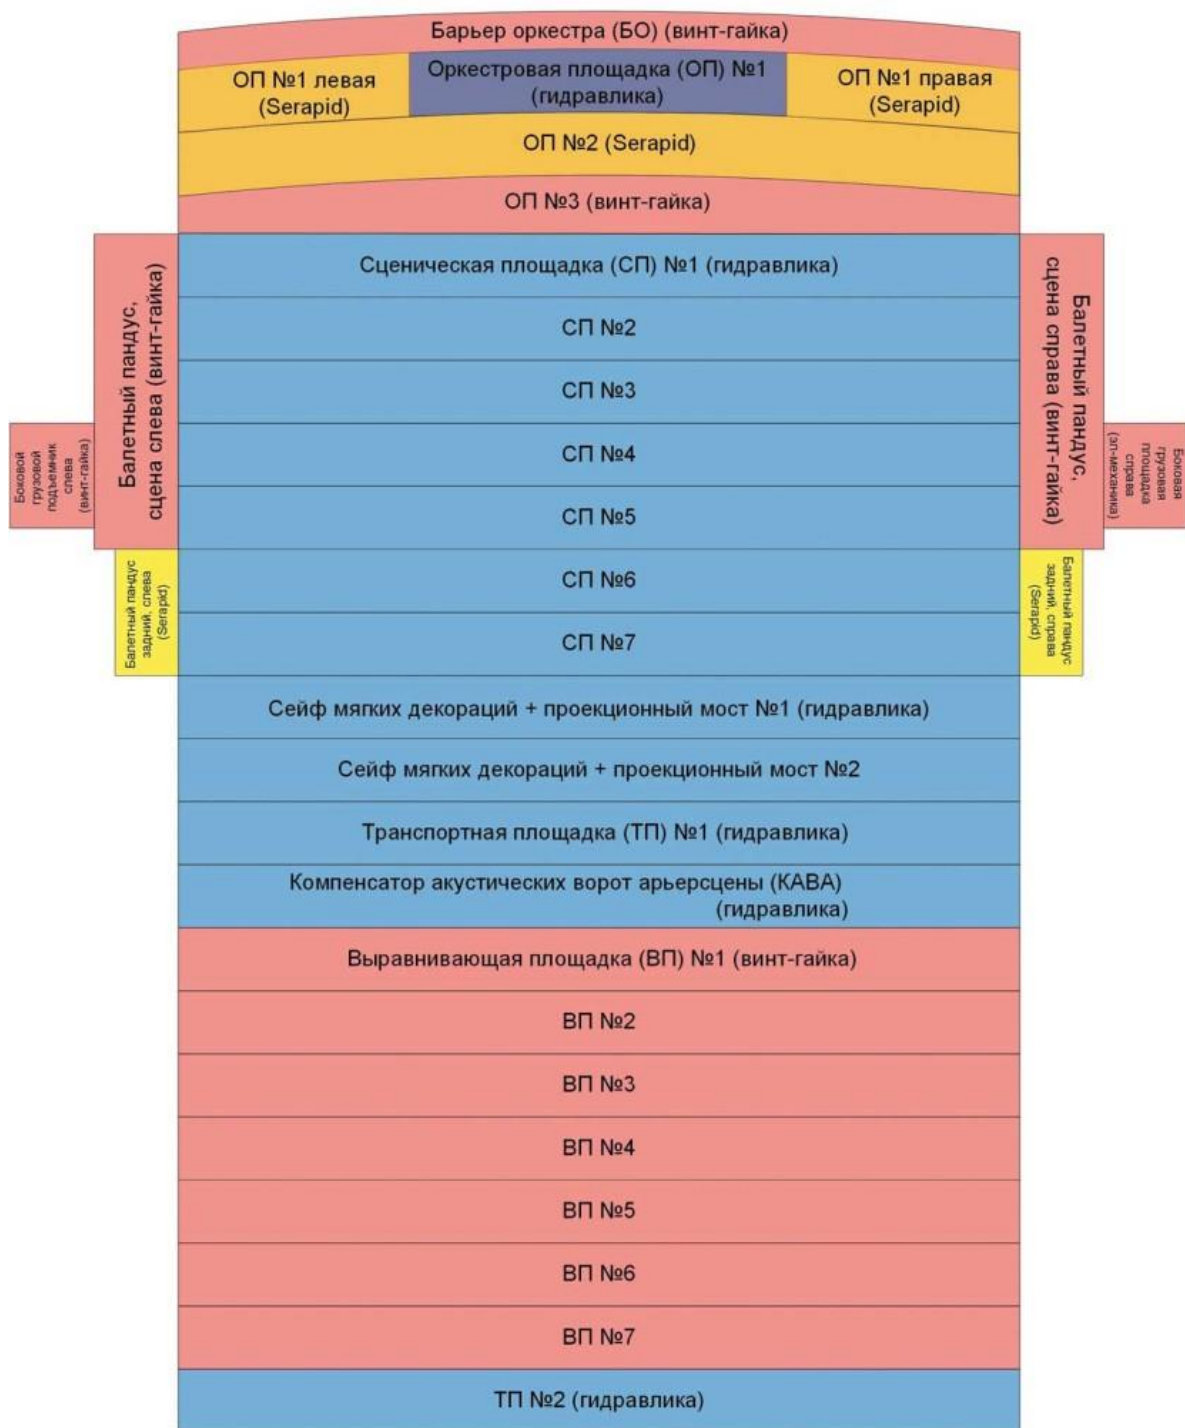 Барьер оркестра (БО) (винт-гайка)
ОП №1 левая
(Serapid)
Оркестровая площадка (ОП) №1
(гидравлика)
ОП №1 правая
(Serapid)
ОП №2 (Serapid)
ОП №3 (винт-гайка)
Балетный пандус,
сцена слева (винт-гайка)
Боковой
грузовой
подъемник
слева
(винт-гайка)
Балетный пандус
задний, слева
(Serapid)
Сценическая площадка (СП) №1 (гидравлика)
СП №2
СП №3
СП №4
СП №5
СП №6
СП №7
Балетный пандус,
сцена справа (винт-гайка)
Боковая
грузовая
площадка
справа
(эл-механика)
Балетный пандус
задний, справа
(Serapid)
Сейф мягких декораций + проекционный мост №1 (гидравлика)
Сейф мягких декораций + проекционный мост №2
Транспортная площадка (ТП) №1 (гидравлика)
Компенсатор акустических ворот арьерсцены (КАВА)
(гидравлика)
Выравнивающая площадка (ВП) №1 (винт-гайка)
ВП №2
ВП №3
ВП №4
ВП №5
ВП №6
ВП №7
ТП №2 (гидравлика)